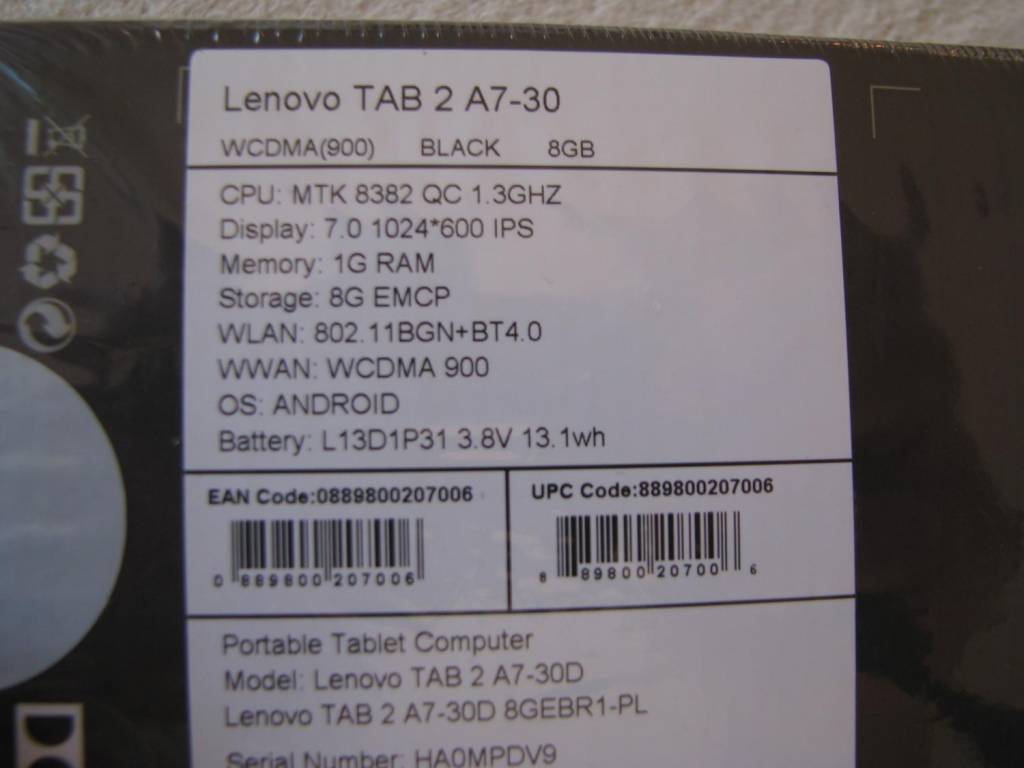 Lenovo TAB 2 A7-30
WCDMA(900) BLACK 8GB
CPU: MTK 8382 QC 1.3GHZ
Display: 7.0 1024*600 IPS
Memory: 1G RAM
Storage: 8G EMCP
WLAN: 802.11BGN+BT4.0
WWAN: WCDMA 900
OS: ANDROID
Battery: L13D1P31 3.8V 13.1wh
EAN Code:0889800207006
0 889800 207006
UPC Code:889800207006
8 89800 20700 6
Portable Tablet Computer
Model: Lenovo TAB 2 A7-30D
Lenovo TAB 2 A7-30D 8GEBR1-PL
Serial Number: HA0MPDV9